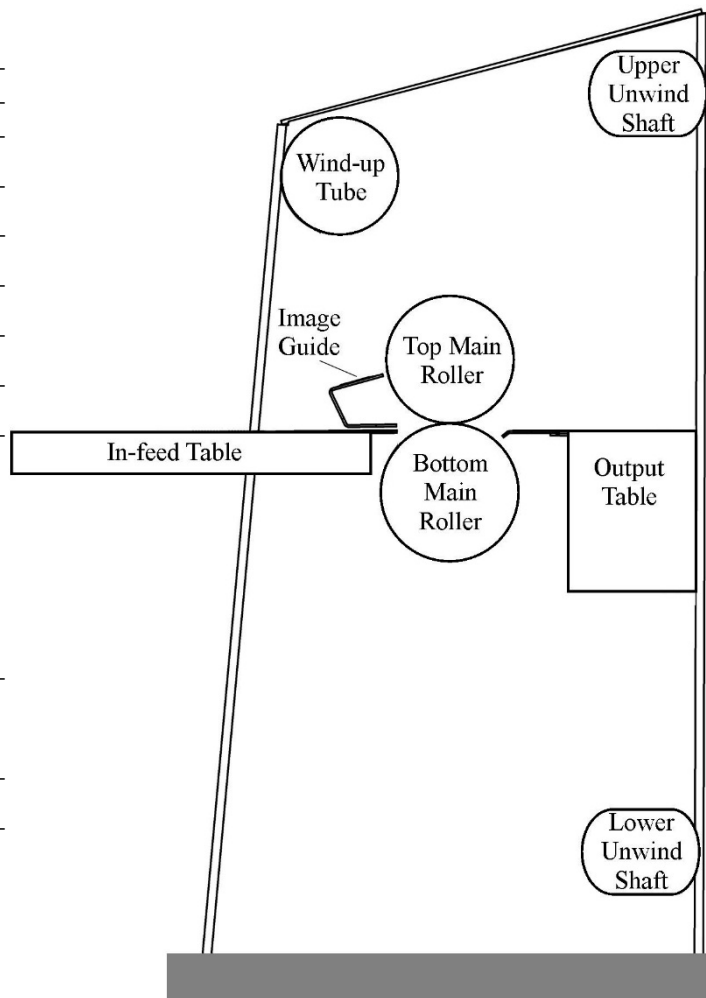 Upper
Unwind
Shaft
Wind-up
Tube
Image
Guide
Top Main
Roller
In-feed Table
Bottom
Main
Roller
Output
Table
Lower
Unwind
Shaft